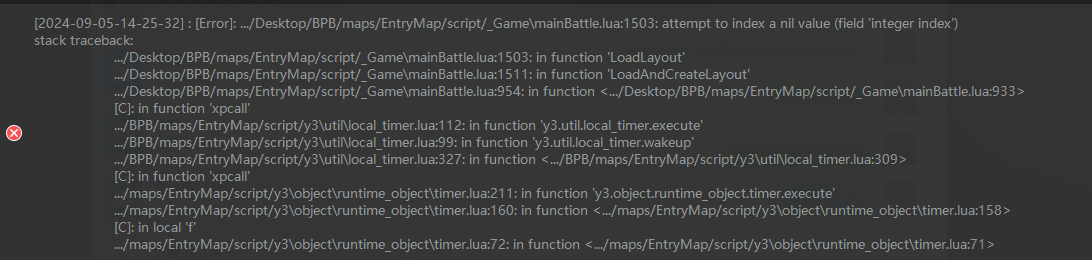 [2024-09-05-14-25-32] : [Error]: .../Desktop/BPB/maps/EntryMap/script/_Game\mainBattle.lua:1503: attempt to index a nil value (field 'integer index')
stack traceback:
.../Desktop/BPB/maps/EntryMap/script/_Game\mainBattle.lua:1503: in function 'LoadLayout'
.../Desktop/BPB/maps/EntryMap/script/_Game\mainBattle.lua:1511: in function 'LoadAndCreateLayout'
.../Desktop/BPB/maps/EntryMap/script/_Game\mainBattle.lua:954: in function <.../Desktop/BPB/maps/EntryMap/script/_Game\mainBattle.lua:933>
[C]: in function 'xpcall'
.../BPB/maps/EntryMap/script/y3\util\local_timer.lua:112: in function 'y3.util.local_timer.execute'
.../BPB/maps/EntryMap/script/y3\util\local_timer.lua:99: in function 'y3.util.local_timer.wakeup'
.../BPB/maps/EntryMap/script/y3\util\local_timer.lua:327: in function <.../BPB/maps/EntryMap/script/y3\util\local_timer.lua:309>
[C]: in function 'xpcall'
.../maps/EntryMap/script/y3\object\runtime_object\timer.lua:211: in function 'y3.object.runtime_object.timer.execute'
.../maps/EntryMap/script/y3\object\runtime_object\timer.lua:160: in function <.../maps/EntryMap/script/y3\object\runtime_object\timer.lua:158>
[C]: in local 'f'
.../maps/EntryMap/script/y3\object\runtime_object\timer.lua:72: in function <.../maps/EntryMap/script/y3\object\runtime_object\timer.lua:71>